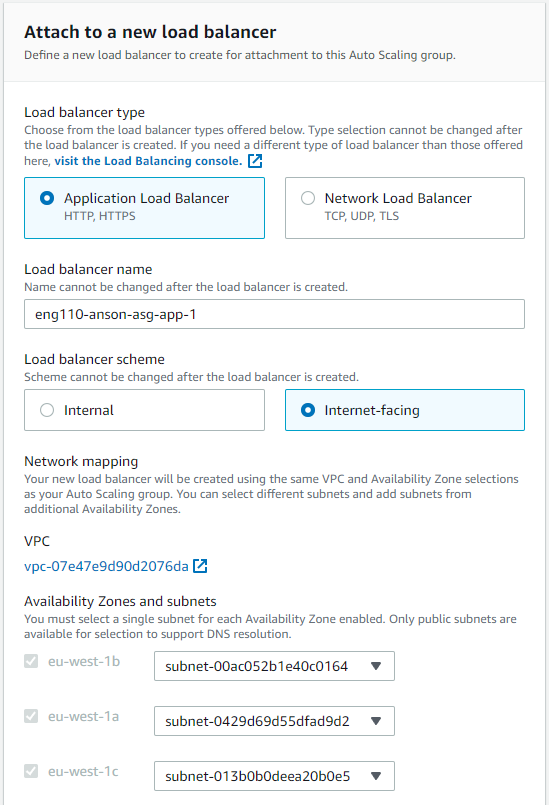 Attach to a new load balancer
Define a new load balancer to create for attachment to this Auto Scaling group.
Load balancer type
Choose from the load balancer types offered below. Type selection cannot be changed after
the load balancer is created. If you need a different type of load balancer than those offered
here, visit the Load Balancing console.
Application Load Balancer
HTTP, HTTPS
Network Load Balancer
TCP, UDP, TLS
Load balancer name
Name cannot be changed after the load balancer is created.
eng110-anson-asg-app-1
Load balancer scheme
Scheme cannot be changed after the load balancer is created.
Internal
Internet-facing
Network mapping
Your new load balancer will be created using the same VPC and Availability Zone selections
as your Auto Scaling group. You can select different subnets and add subnets from
additional Availability Zones.
VPC
vpc-07e47e9d90d2076da
Availability Zones and subnets
You must select a single subnet for each Availability Zone enabled. Only public subnets are
available for selection to support DNS resolution.
eu-west-1b
subnet-00ac052b1e40c0164
eu-west-1a
subnet-0429d69d55dfad9d2
eu-west-1c
subnet-013b0b0deea20b0e5